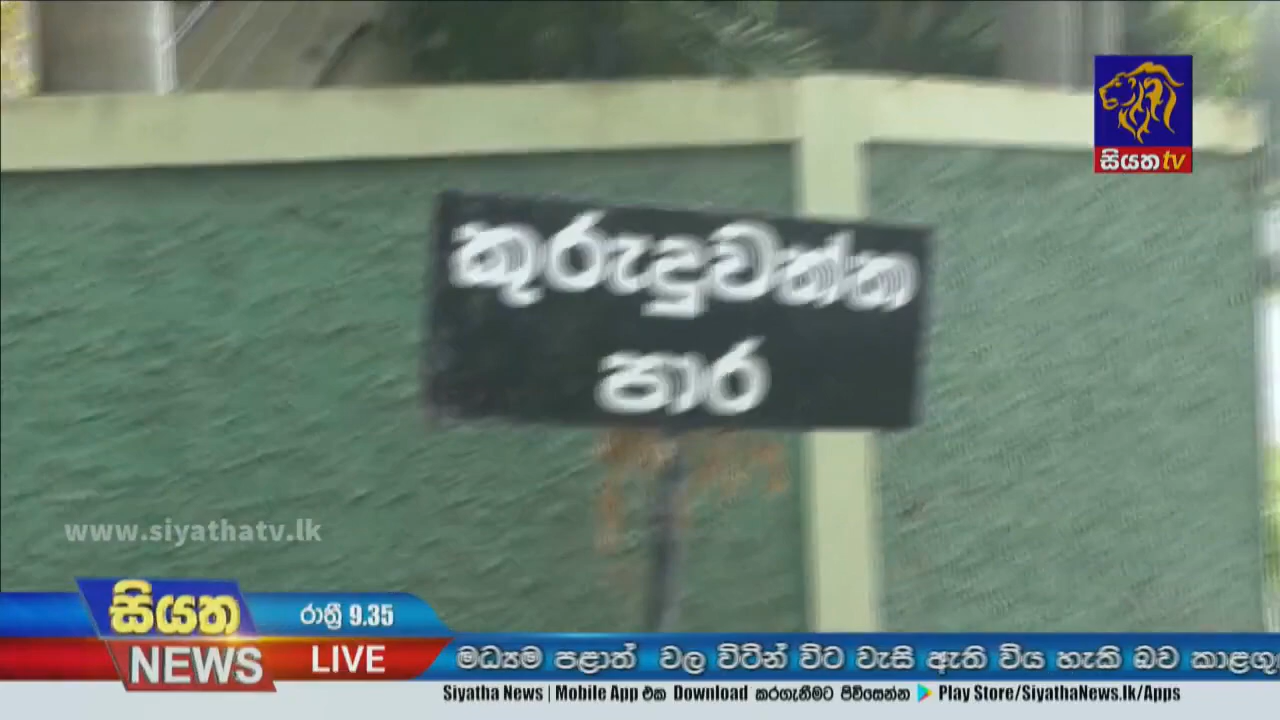 සියත tv
කුරුදුවත්ත
පාර
www.siyathatv.lk
සියත
NEWS
රාත්‍රී 9.35
LIVE
මධ්‍යම පළාත් වල විටින් විට වැසි ඇති විය හැකි බව
Siyatha News | Mobile App එක Download කරගැනීමට පිවිසෙන්න Play Store/SiyathaNews.lk/Apps